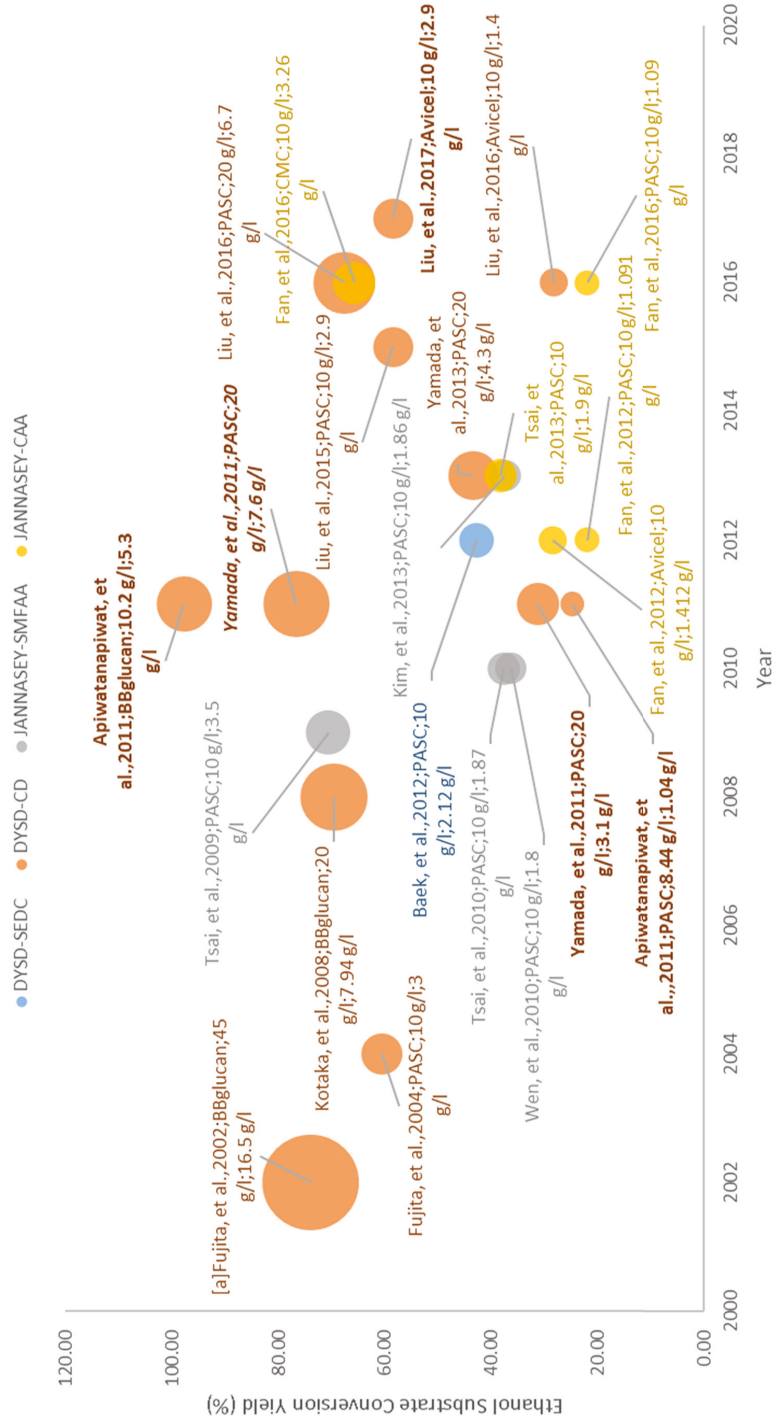 DYSD-SEDC
DYSD-CD
JANNASEY-SMFAA
JANNASEY-CAA
Ethanol Substrate Conversion Yield (%)
120.00
100.00
80.00
60.00
40.00
20.00
0.00
[a]Fujita, et al.,2002;BBglucan;45
g/l;16.5 g/l
Fujita, et al.,2004;PASC;10 g/l;3
g/l
Kotaka, et al.,2008;BBglucan;20
g/l;7.94 g/l
Tsai, et al.,2009;PASC;10 g/l;3.5
g/l
Tsai, et al.,2010;PASC;10 g/l;1.87
g/l
Wen, et al.,2010;PASC;10 g/l;1.8
g/l
Apiwatanapiwat, et
al.,2011;BBglucan;10.2 g/l;5.3
g/l
Yamada, et al.,2011;PASC;20
g/l;7.6 g/l
Yamada, et al.,2011;PASC;20
g/l;3.1 g/l
Apiwatanapiwat, et
al.,,2011;PASC;8.44 g/l;1.04 g/l
Baek, et al.,2012;PASC;10
g/l;2.12 g/l
Fan, et al.,2012;Avicel;10
g/l;1.412 g/l
Fan, et al.,2012;PASC;10 g/l;1.091
g/l
Kim, et al.,2013;PASC;10 g/l;1.86 g/l
Yamada, et
al.,2013;PASC;20
g/l;4.3 g/l
Tsai, et
al.,2013;PASC;10
g/l;1.9 g/l
Liu, et al.,2015;PASC;10 g/l;2.9
g/l
Liu, et al.,2016;PASC;20 g/l;6.7
g/l
Fan, et al.,2016;CMC;10 g/l;3.26
g/l
Liu, et al.,2017;Avicel;10 g/l;2.9
g/l
Liu, et al.,2016;Avicel;10 g/l;1.4
g/l
Fan, et al.,2016;PASC;10 g/l;1.09
g/l
2000
2002
2004
2006
2008
2010
2012
2014
2016
2018
2020
Year